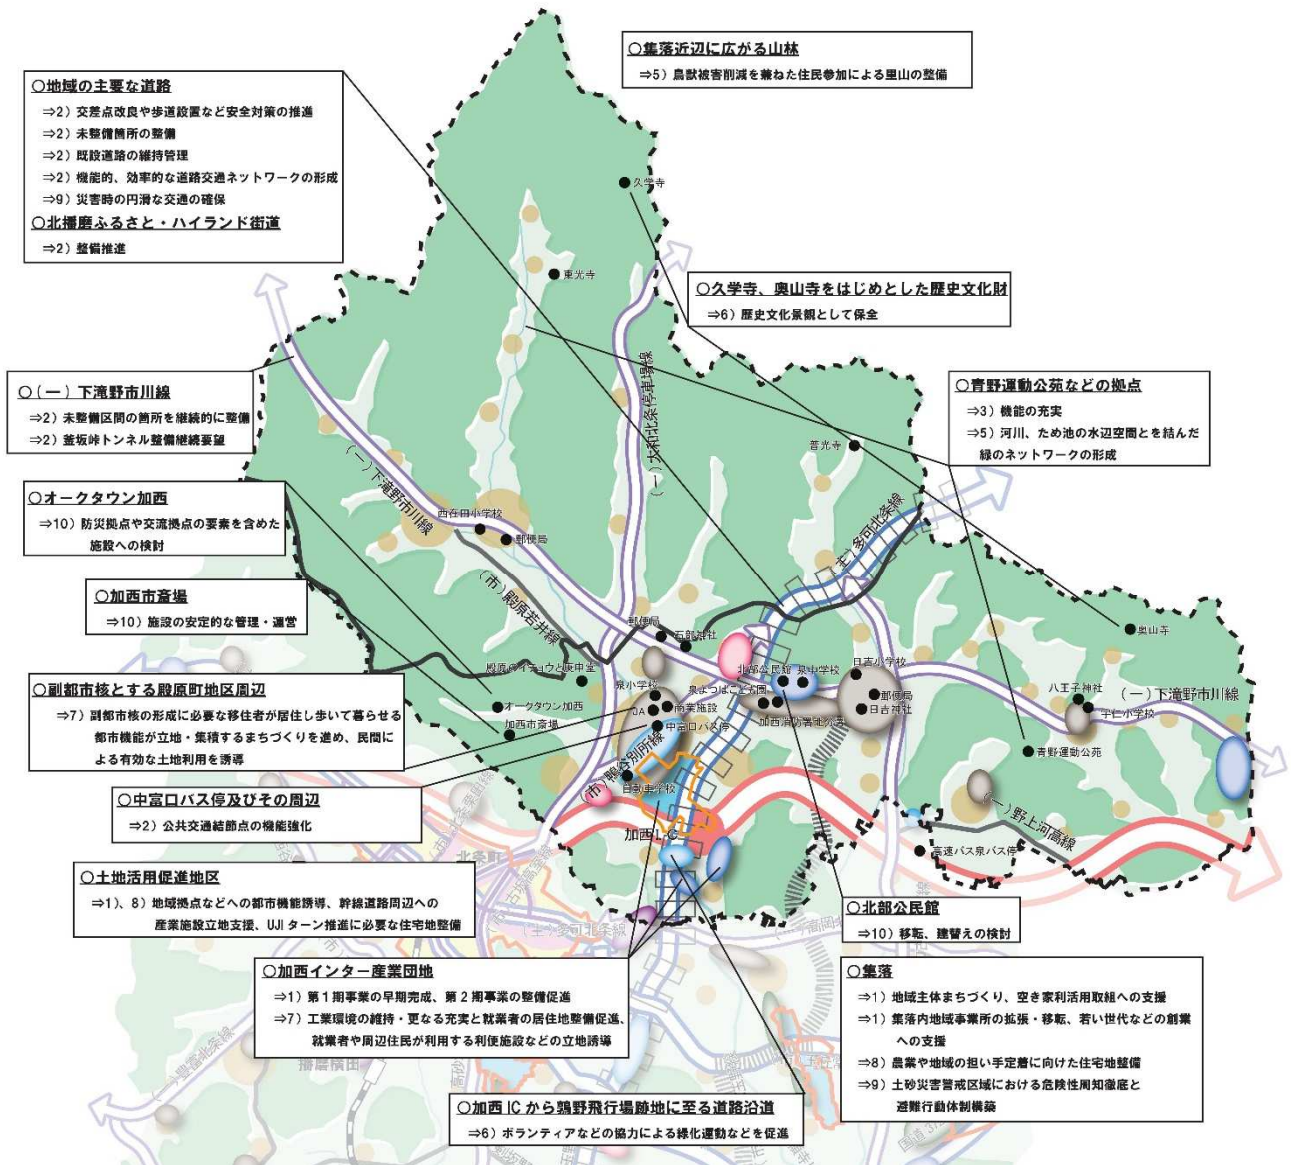 ○集落近辺に広がる山林
⇒5）鳥獣被害削減を兼ねた住民参加による里山の整備
○地域の主要な道路
⇒2）交差点改良や歩道設置など安全対策の推進
⇒2）未整備箇所の整備
⇒2）既設道路の維持管理
⇒2）機能的、効率的な道路交通ネットワークの形成
⇒9）災害時の円滑な交通の確保
○北播磨ふるさと・ハイランド街道
⇒2）整備推進
久学寺
東光寺
○久学寺、奥山寺をはじめとした歴史文化財
⇒6）歴史文化景観として保全
○(一)下滝野市川線
⇒2）未整備区間の箇所を継続的に整備
⇒2）釜坂峠トンネル整備継続要望
○青野運動公苑などの拠点
⇒3）機能の充実
⇒5）河川、ため池の水辺空間とを結んだ
緑のネットワークの形成
(一)大和北条停車場線
普光寺
(一)下滝野市川線
(主)多可北条線
○オークタウン加西
⇒10）防災拠点や交流拠点の要素を含めた
施設への検討
西在田小学校
郵便局
(市)殿原若井線
○加西市斎場
⇒10）施設の安定的な管理・運営
郵便局
石部神社
奥山寺
殿原のイチョウと庚申堂
北部公民館
泉中学校
日吉小学校
泉小学校
泉よつばこども園
八王子神社
(一)下滝野市川線
○副都市核とする殿原町地区周辺
⇒7）副都市核の形成に必要な移住者が居住し歩いて暮らせる
都市機能が立地・集積するまちづくりを進め、民間に
よる有効な土地利用を誘導
オークタウン加西
JA
商業施設
郵便局
日吉神社
宇仁小学校
加西市斎場
中富口バス停
青野運動公苑
(市)鴨谷別所線
自動車学校
○中富口バス停及びその周辺
⇒2）公共交通結節点の機能強化
(一)野上河高線
加西I.C
北条町
高速バス泉バス停
○土地活用促進地区
⇒1）、8）地域拠点などへの都市機能誘導、幹線道路周辺への
産業施設立地支援、UJIターン推進に必要な住宅地整備
○北部公民館
⇒10）移転、建替えの検討
(主)多可北条線
○加西インター産業団地
⇒1）第1期事業の早期完成、第2期事業の整備促進
⇒7）工業環境の維持・更なる充実と就業者の居住地整備促進、
就業者や周辺住民が利用する利便施設などの立地誘導
○集落
⇒1）地域主体まちづくり、空き家利活用取組への支援
⇒1）集落内地域事業所の拡張・移転、若い世代などの創業
への支援
⇒8）農業や地域の担い手定着に向けた住宅地整備
⇒9）土砂災害警戒区域における危険性周知徹底と
避難行動体制構築
播磨横田
○加西ICから鶉野飛行場跡地に至る道路沿道
⇒6）ボランティアなどの協力による緑化運動などを促進